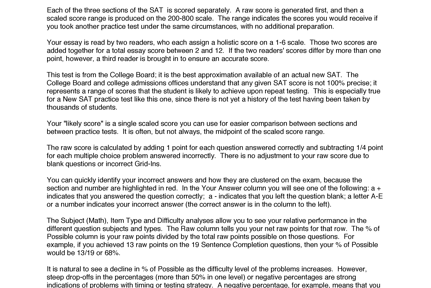 Each of the three sections of the SAT is scored separately. A raw score is generated first, and then a
scaled score range is produced on the 200-800 scale. The range indicates the scores you would receive if
you took another practice test under the same circumstances, with no additional preparation.
Your essay is read by two readers, who each assign a holistic score on a 1-6 scale. Those two scores are
added together for a total essay score between 2 and 12. If the two readers' scores differ by more than one
point, however, a third reader is brought in to ensure an accurate score.
This test is from the College Board; it is the best approximation available of an actual new SAT. The
College Board and college admissions offices understand that any given SAT score is not 100% precise; it
represents a range of scores that the student is likely to achieve upon repeat testing. This is especially true
for a New SAT practice test like this one, since there is not yet a history of the test having been taken by
thousands of students.
Your "likely score" is a single scaled score you can use for easier comparison between sections and
between practice tests. It is often, but not always, the midpoint of the scaled score range.
The raw score is calculated by adding 1 point for each question answered correctly and subtracting 1/4 point
for each multiple choice problem answered incorrectly. There is no adjustment to your raw score due to
blank questions or incorrect Grid-Ins.
You can quickly identify your incorrect answers and how they are clustered on the exam, because the
section and number are highlighted in red. In the Your Answer column you will see one of the following: a +
indicates that you answered the question correctly; a - indicates that you left the question blank; a letter A-E
or a number indicates your incorrect answer (the correct answer is in the column to the left).
The Subject (Math), Item Type and Difficulty analyses allow you to see your relative performance in the
different question subjects and types. The Raw column tells you your net raw points for that row. The % of
Possible column is your raw points divided by the total raw points possible on those questions. For
example, if you achieved 13 raw points on the 19 Sentence Completion questions, then your % of Possible
would be 13/19 or 68%.
It is natural to see a decline in % of Possible as the difficulty level of the problems increases. However,
steep drop-offs in the percentages (more than 50% in one level) or negative percentages are strong
indications of problems with timing or testing strategy. A negative percentage, for example, means that you